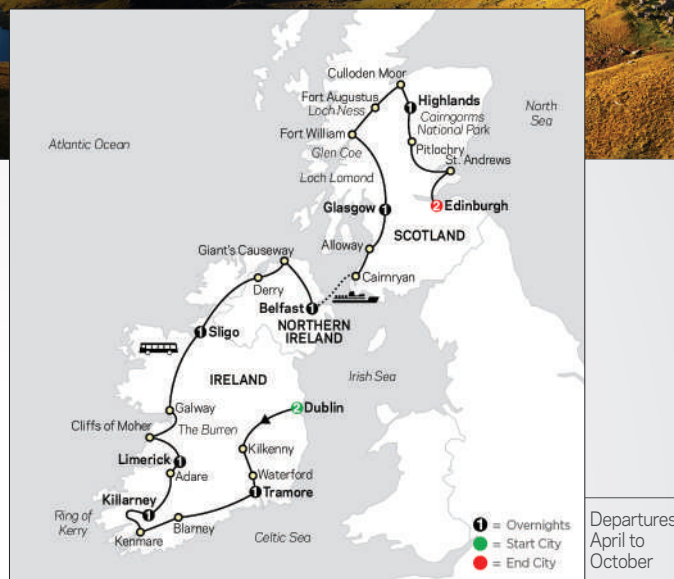 Culloden Moor
Fort Augustus
Loch Ness
1 Highlands
Cairngorms
National Park
North
Sea
Atlantic Ocean
Fort William
Glen Coe
Pitlochry
St. Andrews
Loch Lomond
Glasgow 1
2 Edinburgh
SCOTLAND
Giant's Causeway
Alloway
Derry
Cairnryan
Belfast 1
NORTHERN
IRELAND
1 Sligo
IRELAND
Irish Sea
Galway
2 Dublin
Cliffs of Moher
The Burren
Kilkenny
Limerick 1
Adare
Waterford
Killarney
1
1
Tramore
Ring of
Kerry
Blarney
Kenmare
Celtic Sea
1 = Overnights
= Start City
= End City
Departures
April to
October